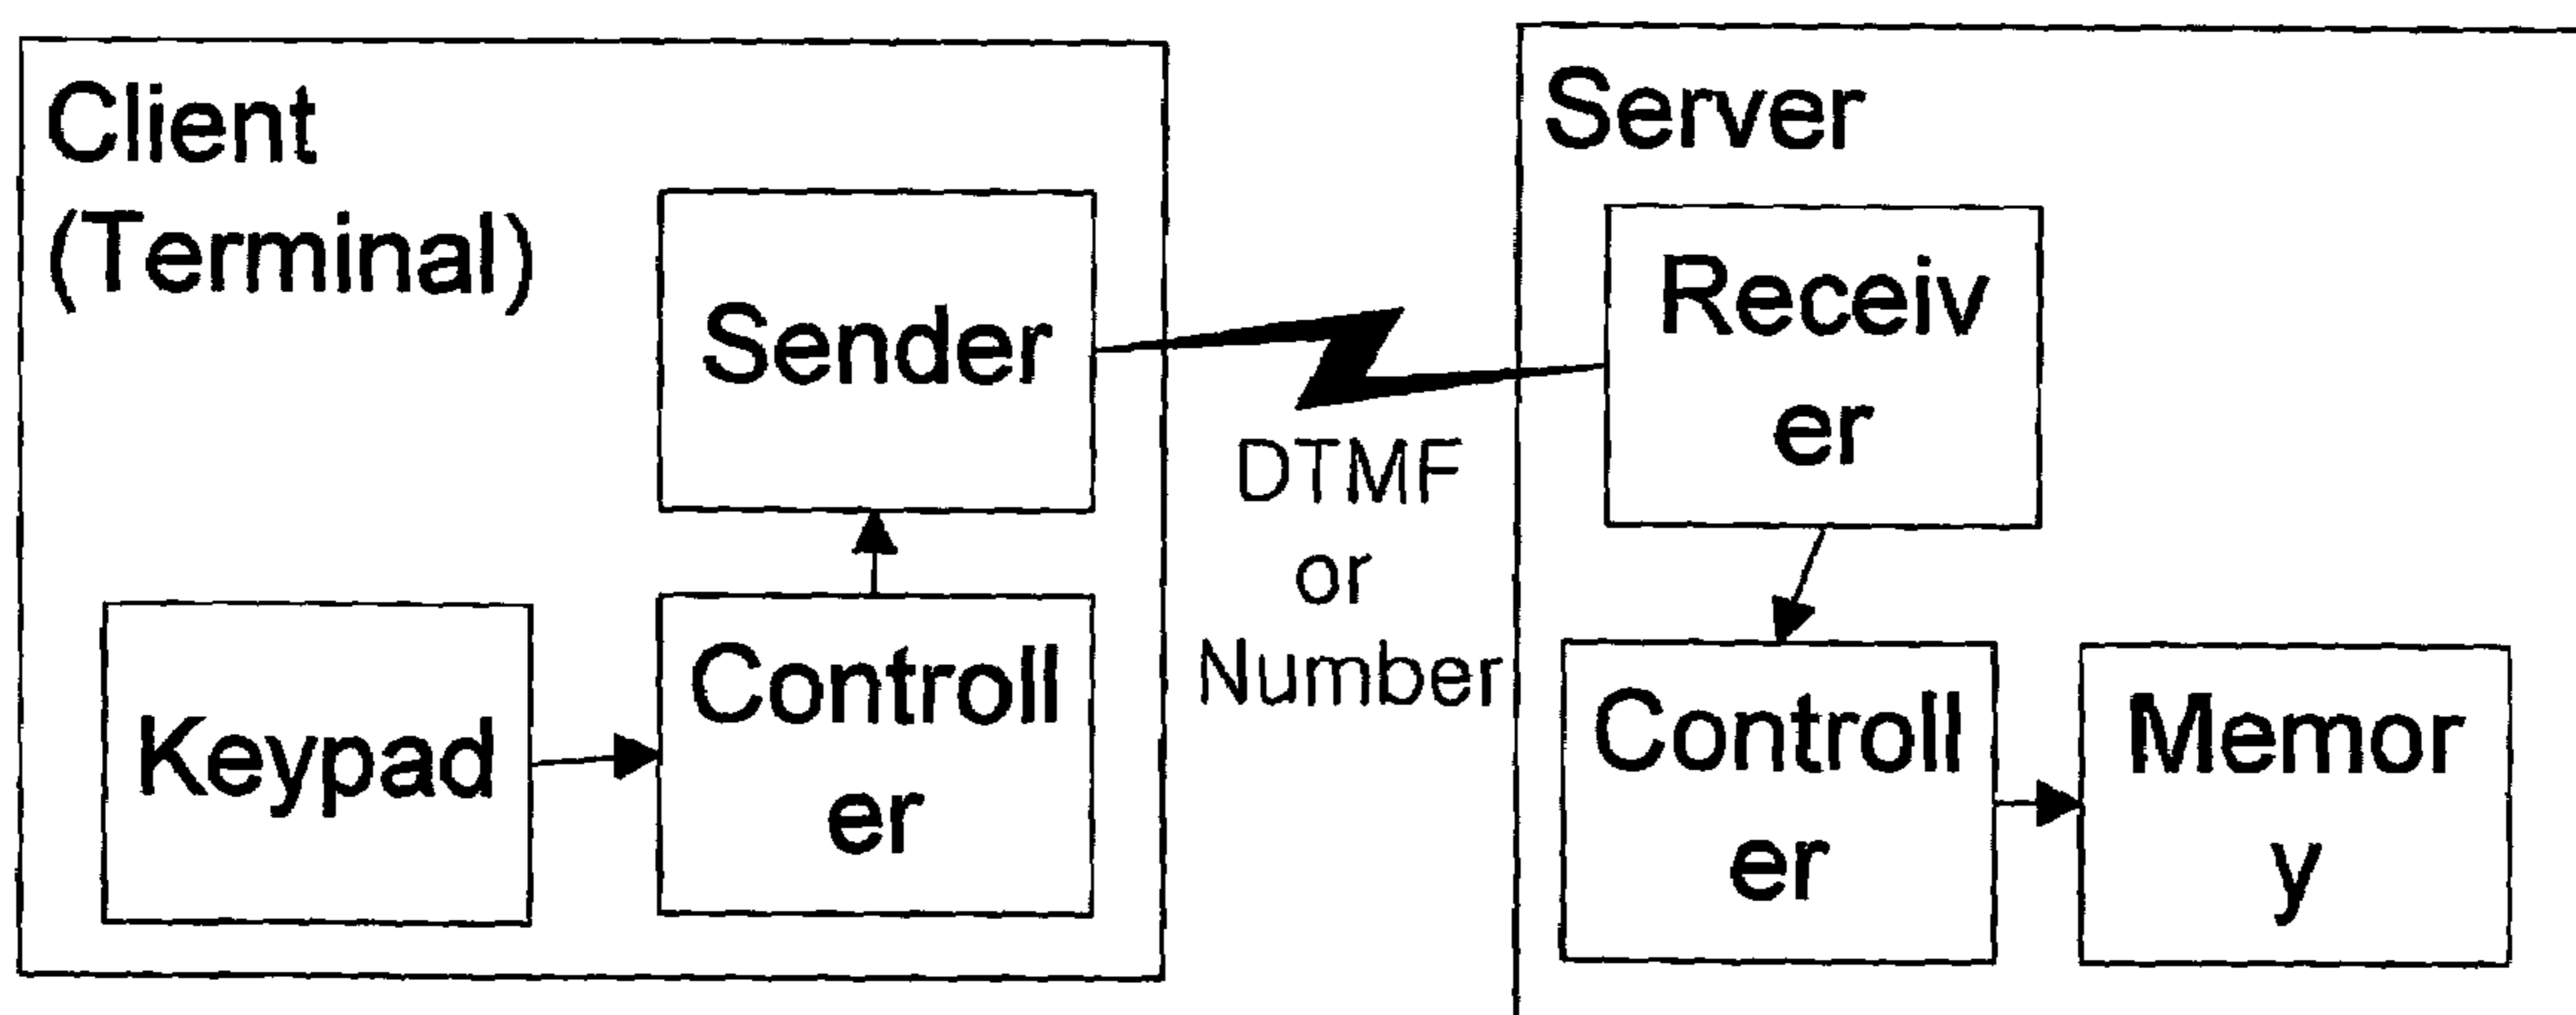 Client
(Terminal)
Sender
Keypad
Controll
er
DTMF
or
Number
Server
Receiv
er
Controll
er
Memor
y